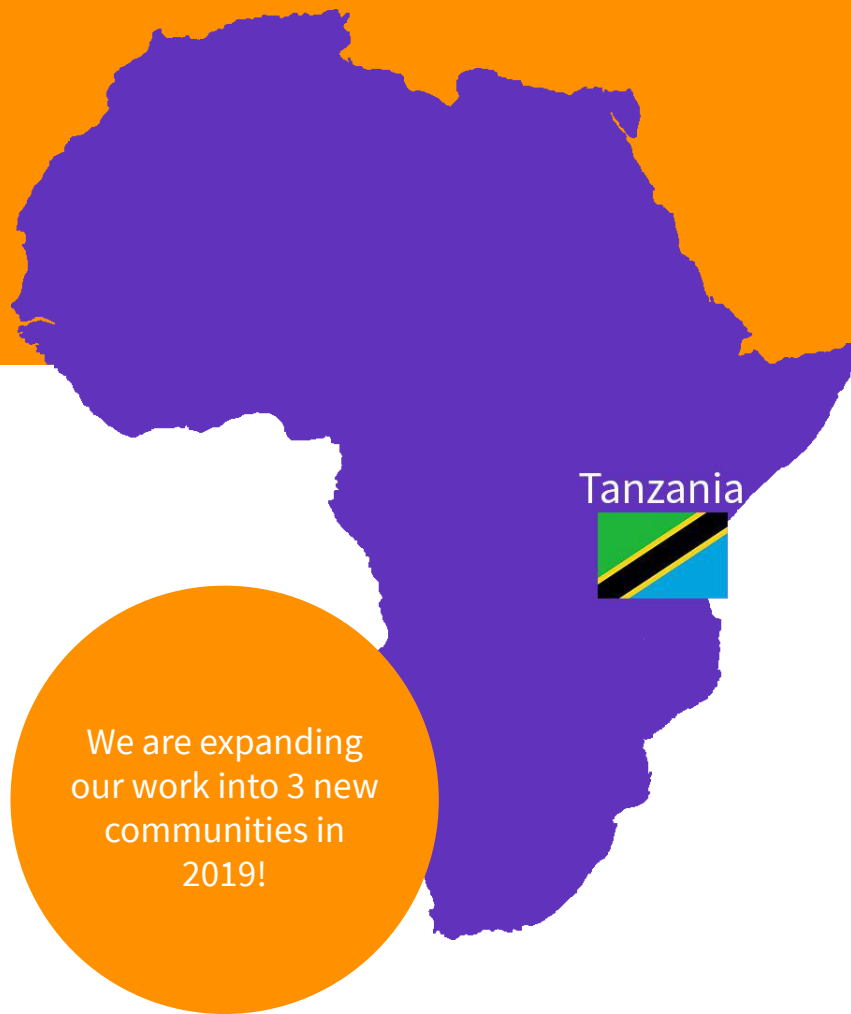 Tanzania
We are expanding
our work into 3 new
communities in
2019!